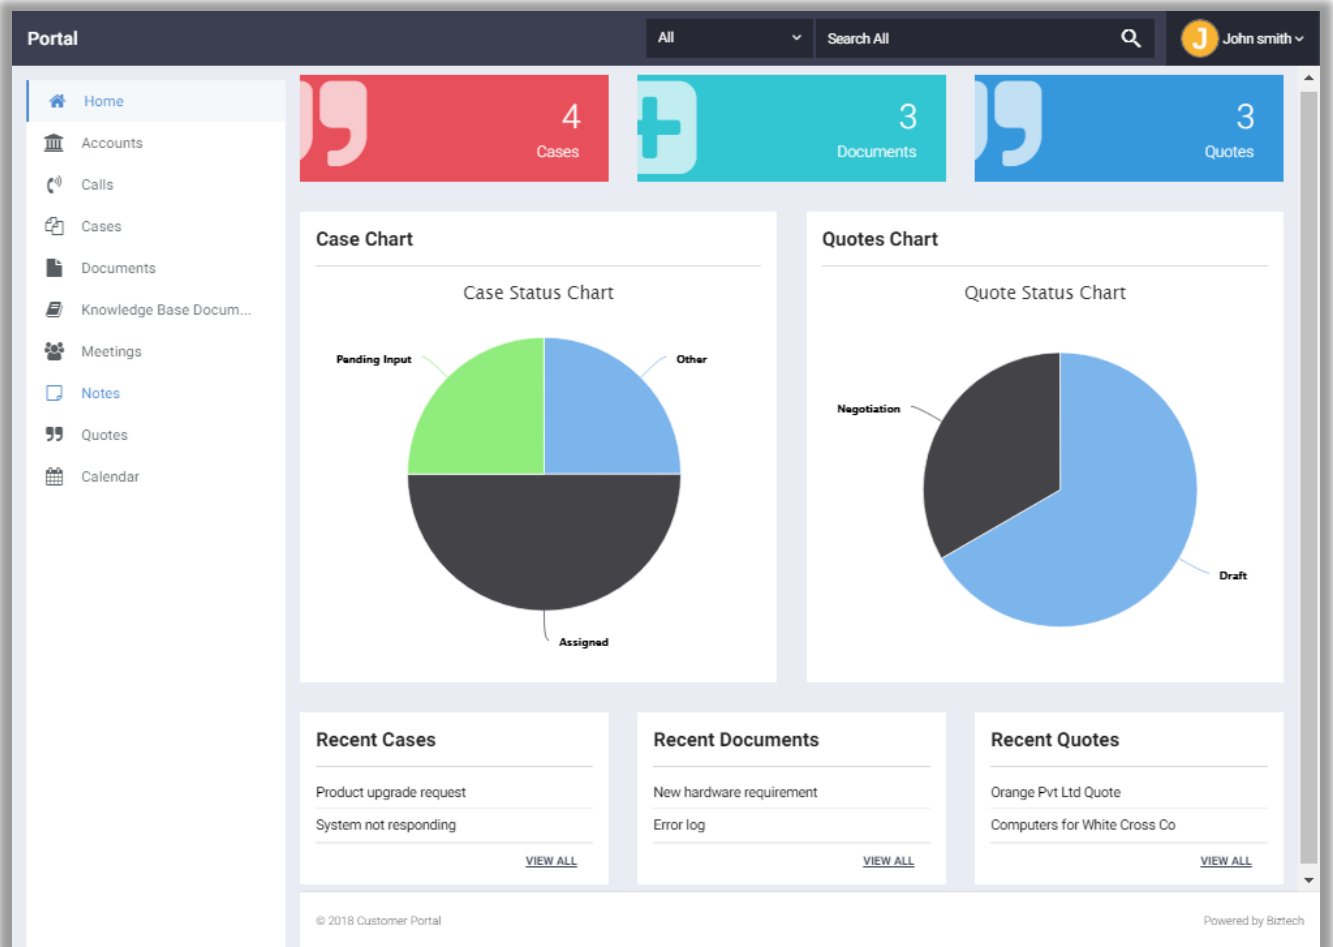 Portal
All
Search All
J
John smith
Home
Accounts
Calls
Cases
Documents
Knowledge Base Docum...
Meetings
Notes
Quotes
Calendar
4
Cases
3
Documents
3
Quotes
Case Chart
Case Status Chart
Pending Input
Other
Assigned
Quotes Chart
Quote Status Chart
Negotiation
Draft
Recent Cases
Product upgrade request
System not responding
VIEW ALL
Recent Documents
New hardware requirement
Error log
VIEW ALL
Recent Quotes
Orange Pvt Ltd Quote
Computers for White Cross Co
VIEW ALL
© 2018 Customer Portal
Powered by Biztech